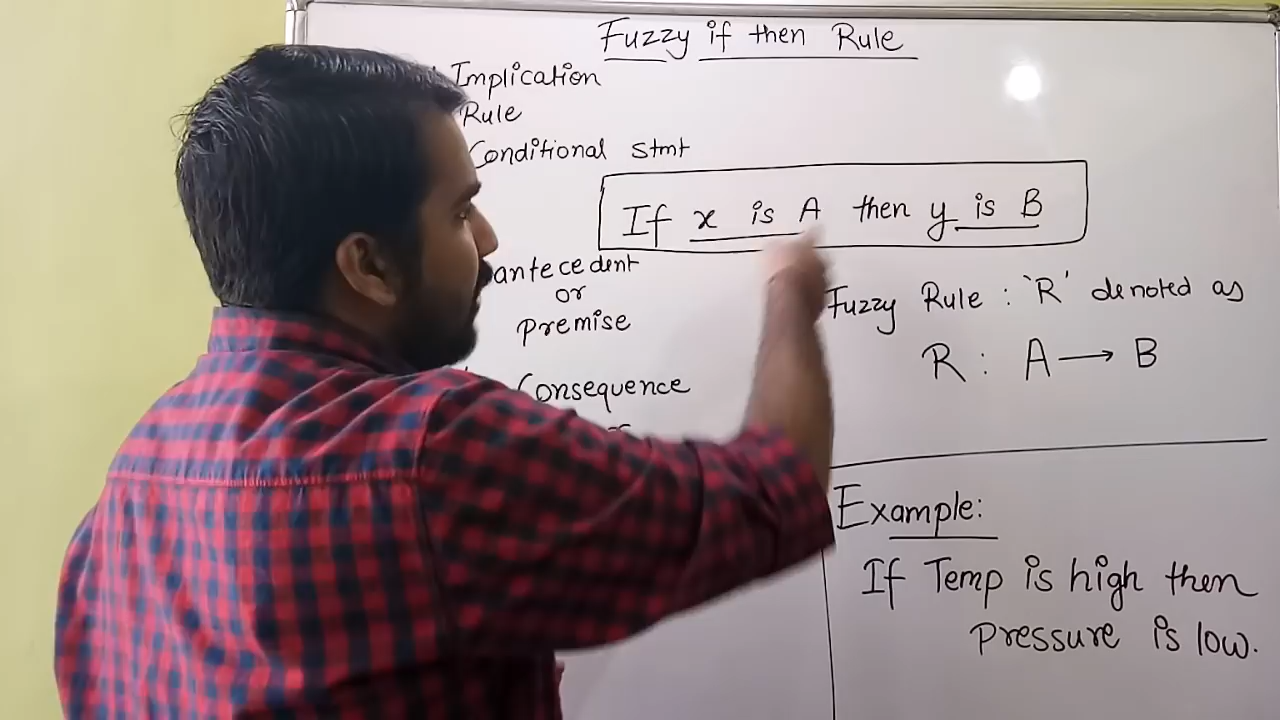 Fuzzy if then Rule
Implication
Rule
Conditional stmt
If x is A then y is B
antecedent
or
Premise
Fuzzy Rule : 'R' denoted as
R : A → B
Consequence
Example:
If Temp is high then
Pressure is low.